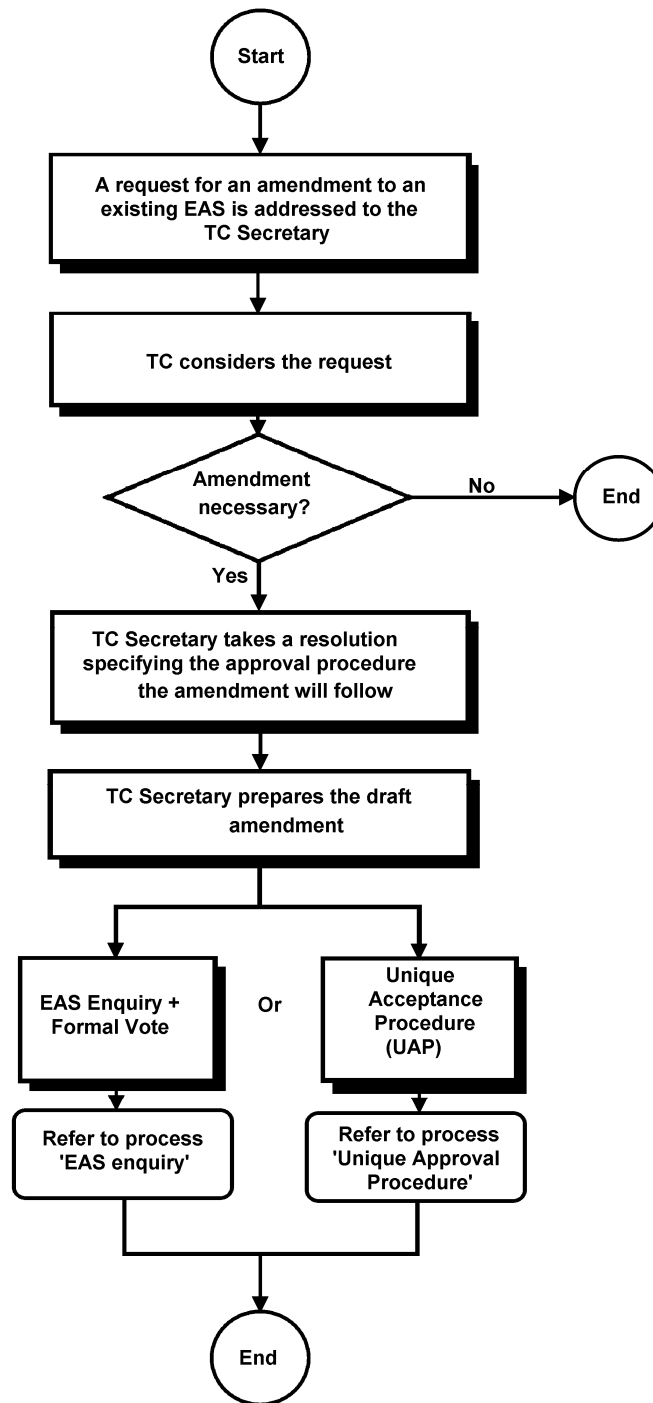 Start
A request for an amendment to an
existing EAS is addressed to the
TC Secretary
TC considers the request
Amendment
necessary?
No
End
Yes
TC Secretary takes a resolution
specifying the approval procedure
the amendment will follow
TC Secretary prepares the draft
amendment
EAS Enquiry +
Formal Vote
Or
Unique
Acceptance
Procedure
(UAP)
Refer to process
'EAS enquiry'
Refer to process
'Unique Approval
Procedure'
End